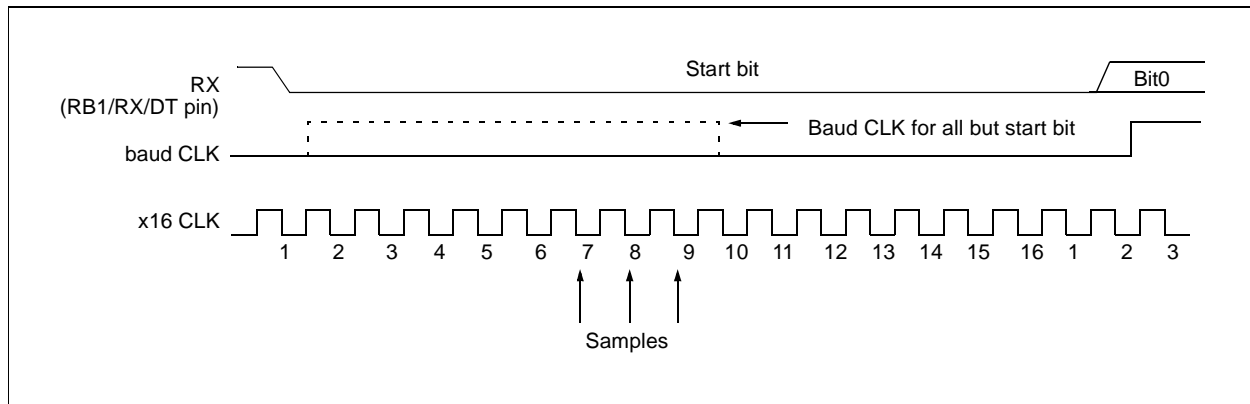 Start bit
RX
(RB1/RX/DT pin)
Bit0
Baud CLK for all but start bit
baud CLK
x16 CLK
1 2 3 4 5 6 7 8 9 10 11 12 13 14 15 16 1 2 3
Samples